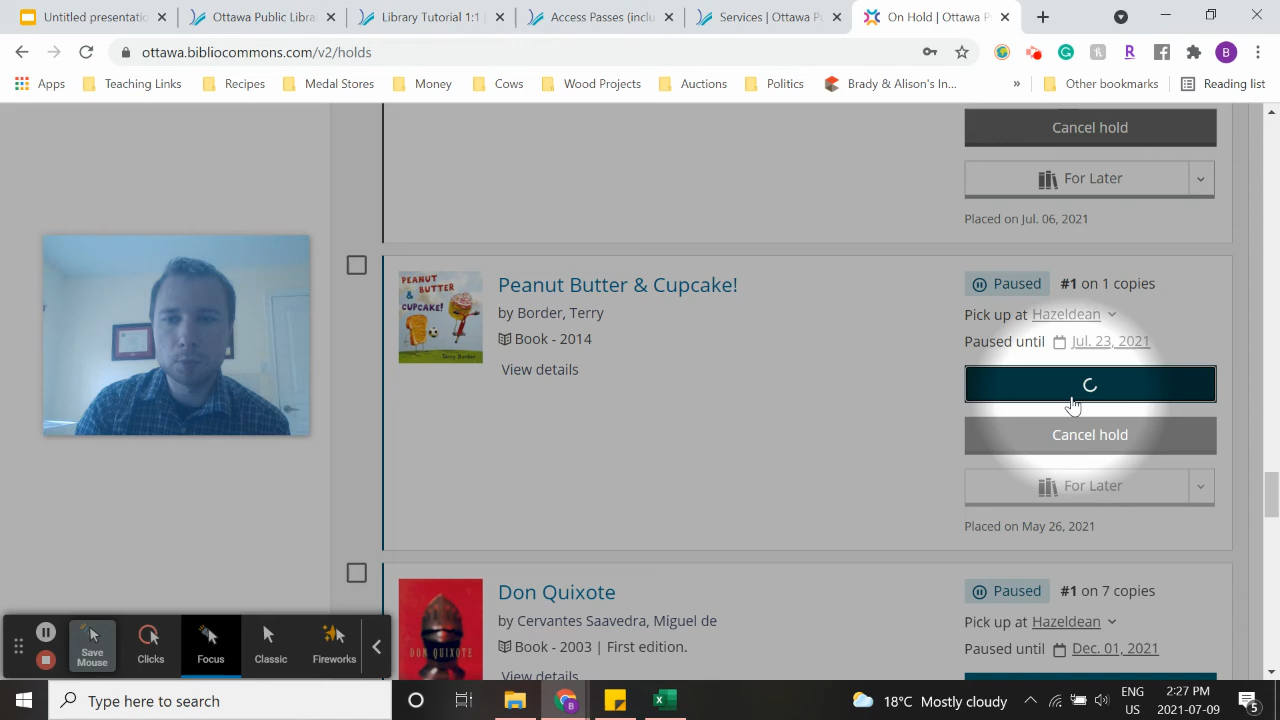 Untitled presentatio
Ottawa Public Libra
Library Tutorial 1:1
Access Passes (inclu
Services | Ottawa Pu
On Hold | Ottawa P
ottawa.bibliocommons.com/v2/holds
B
Apps
Teaching Links
Recipes
Medal Stores
Money
Cows
Wood Projects
Auctions
Politics
Brady & Alison's In...
»
Other bookmarks
Reading list
Cancel hold
For Later
Placed on Jul. 06, 2021
PEANUT BUTTER & CUPCAKE!
Terry Border
Peanut Butter & Cupcake!
by Border, Terry
Book - 2014
View details
Paused #1 on 1 copies
Pick up at Hazeldean
Paused until Jul. 23, 2021
Cancel hold
For Later
Placed on May 26, 2021
DON QUIXOTE
Don Quixote
by Cervantes Saavedra, Miguel de
Book - 2003 | First edition.
View details
Paused #1 on 7 copies
Pick up at Hazeldean
Paused until Dec. 01, 2021
Save Mouse
Clicks
Focus
Classic
Fireworks
Type here to search
18°C Mostly cloudy
ENG
US
2:27 PM
2021-07-09
5